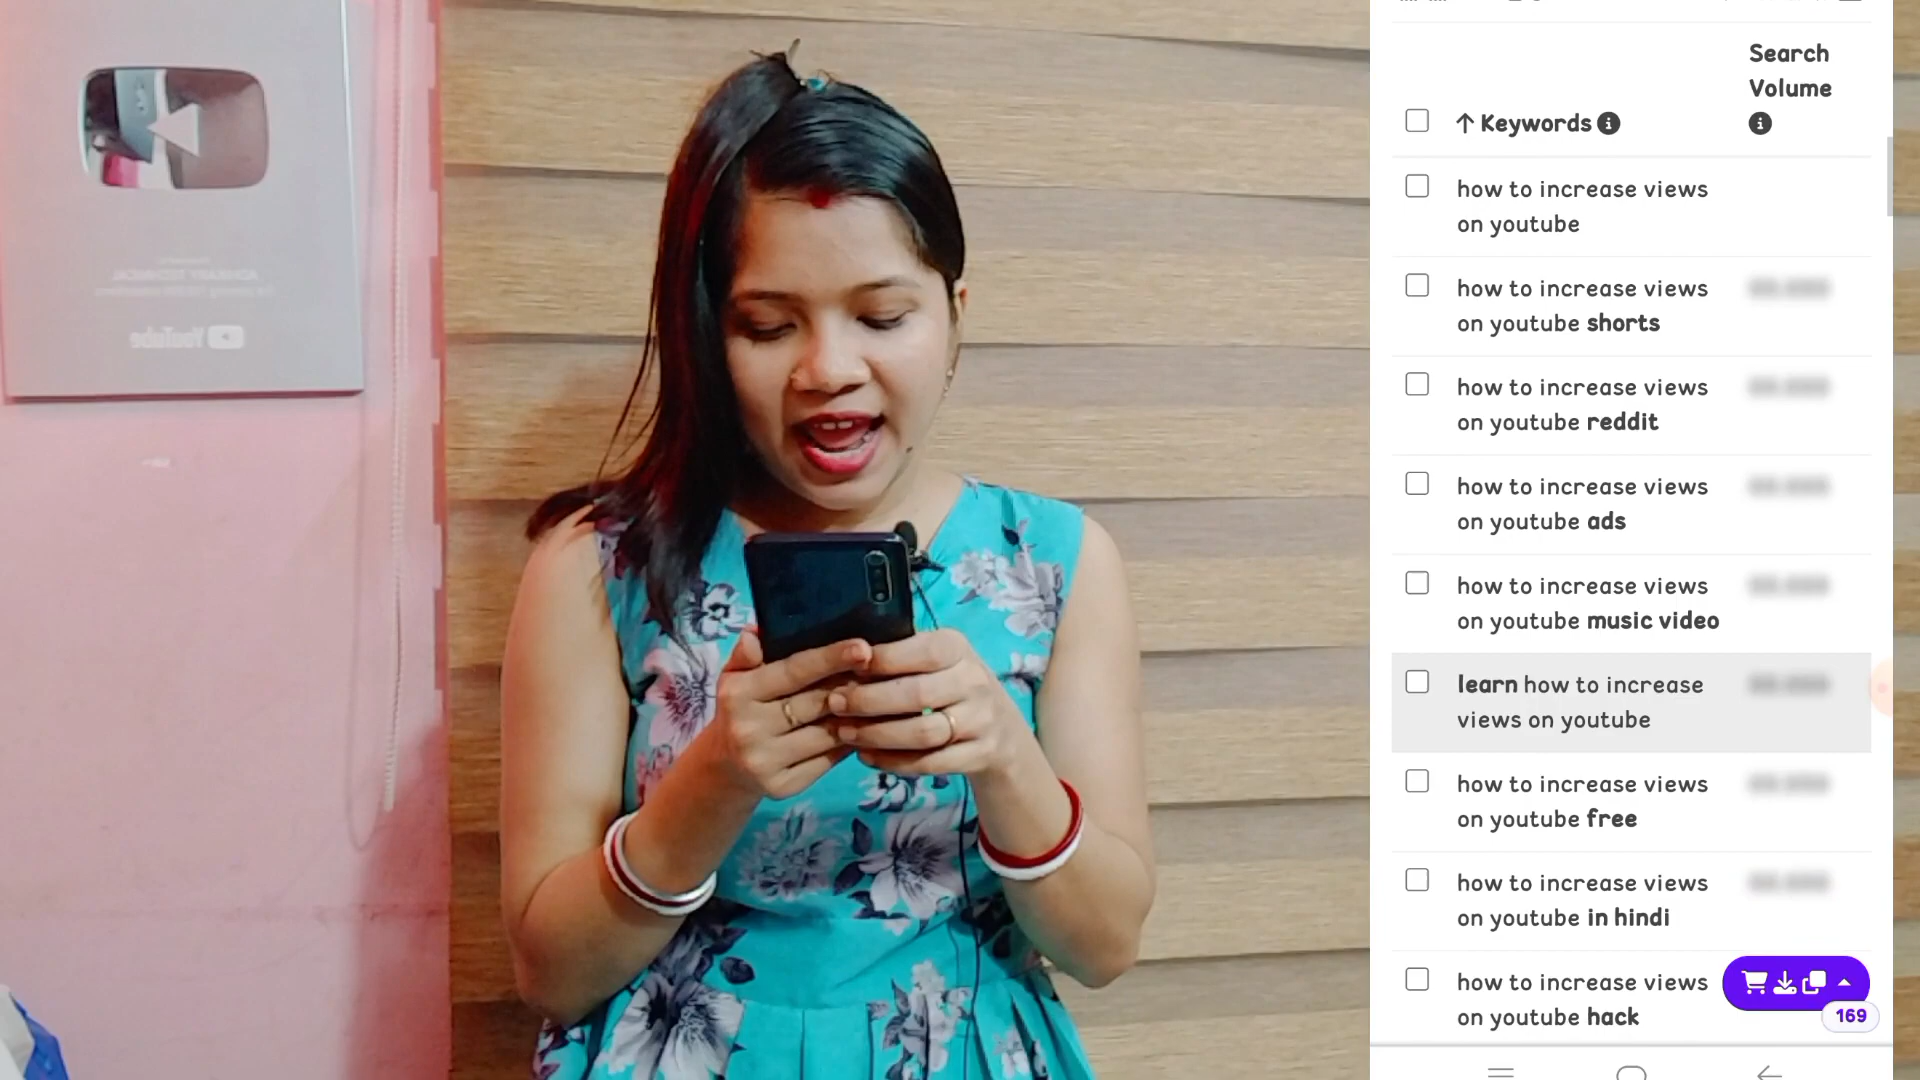 YouTube
Search
Volume
Keywords
how to increase views
on youtube
how to increase views
on youtube shorts
how to increase views
on youtube reddit
how to increase views
on youtube ads
how to increase views
on youtube music video
learn how to increase
views on youtube
how to increase views
on youtube free
how to increase views
on youtube in hindi
how to increase views
on youtube hack
169